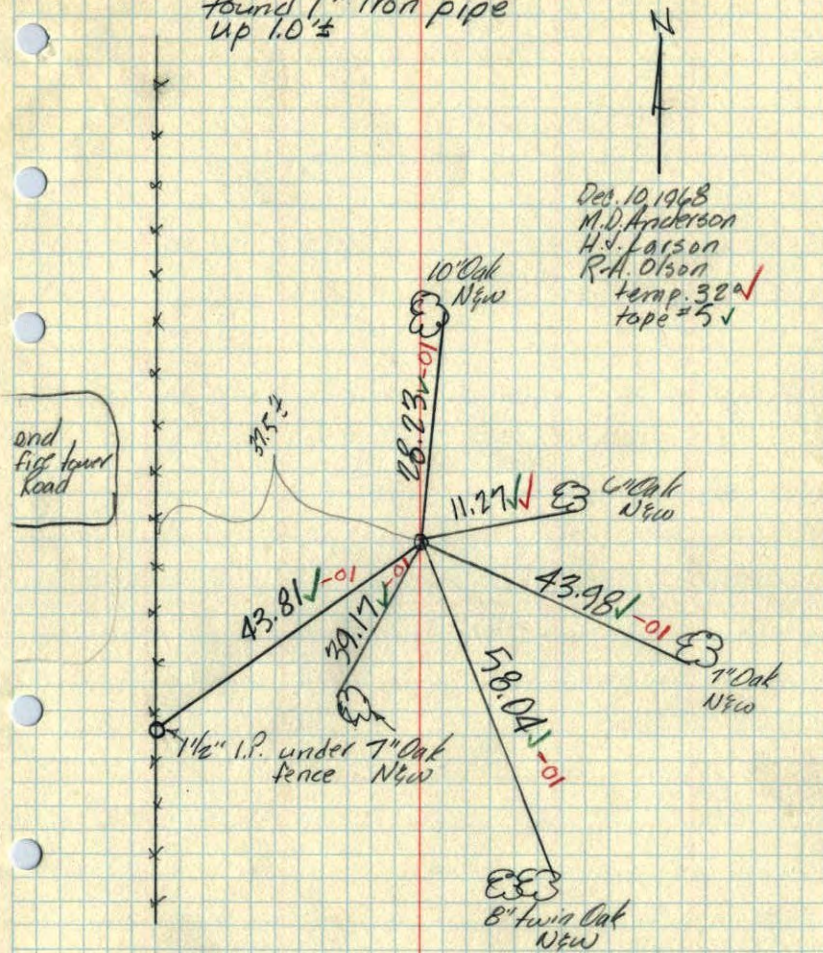 found 1" iron pipe
up 1.0'±
N
Dec. 10, 1968
M.D. Anderson
H.J. Larson
R.A. Olson
temp. 32° ✓
tape #5 ✓
10" Oak
N&W
28.23 ✓ -01
37.5'±
end
fire tower
Road
11.27 ✓✓
6" Oak
N&W
43.81 ✓ -01
39.17 ✓ -01
43.98 ✓ -01
7" Oak
N&W
58.04 ✓ -01
1½" I.P. under
fence
7" Oak
N&W
8" twin Oak
N&W